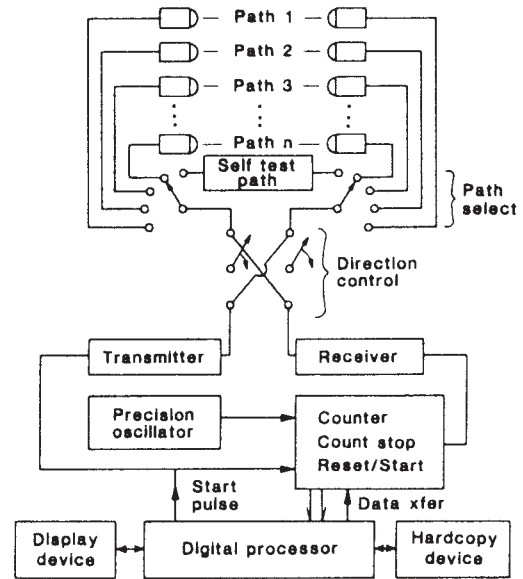 Path 1
Path 2
Path 3
Path n
Self test
path
Path
select
Direction
control
Transmitter
Receiver
Precision
oscillator
Counter
Count stop
Reset/Start
Start
pulse
Data xfer
Display
device
Digital processor
Hardcopy
device